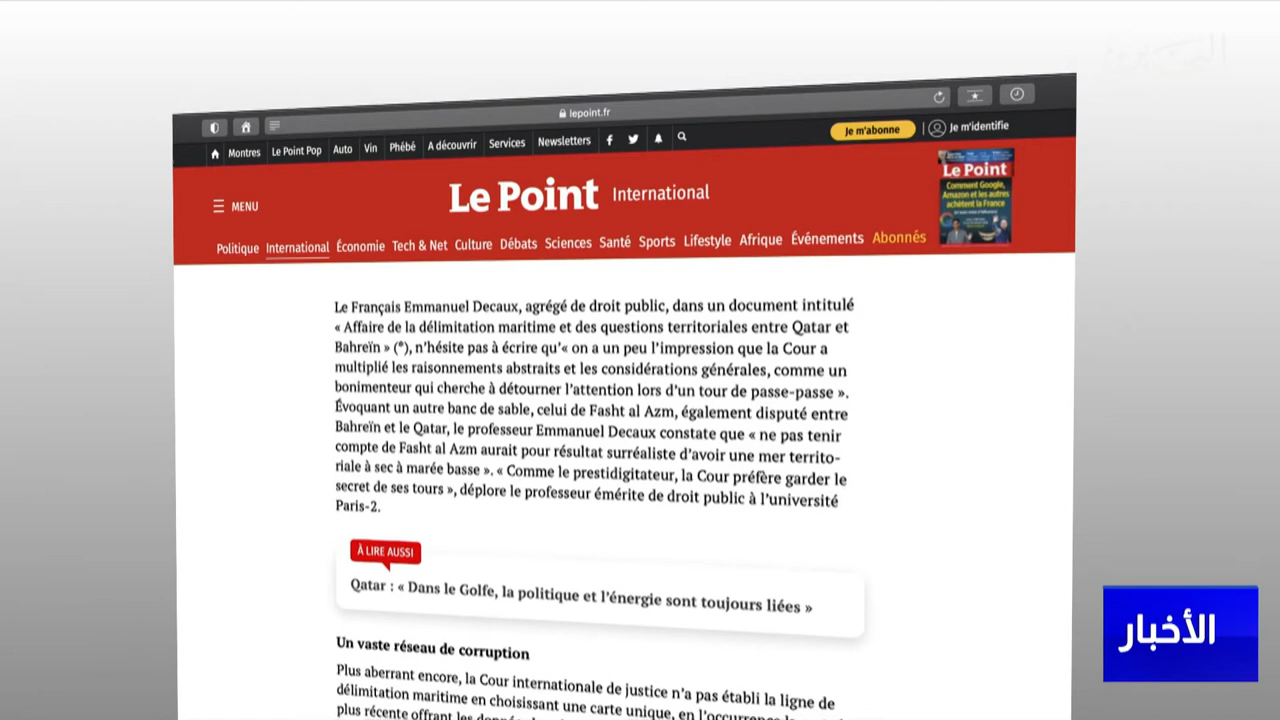 lepoint.fr
Montres Le Point Pop Auto Vin Phébé A découvrir Services Newsletters
Je m'abonne
Je m'identifie
MENU
Le Point International
Le Point
Comment Google,
Amazon et les autres
achètent la France
Politique International Économie Tech & Net Culture Débats Sciences Santé Sports Lifestyle Afrique Événements Abonnés
Le Français Emmanuel Decaux, agrégé de droit public, dans un document intitulé
« Affaire de la délimitation maritime et des questions territoriales entre Qatar et
Bahreïn » (*), n'hésite pas à écrire qu'« on a un peu l'impression que la Cour a
multiplié les raisonnements abstraits et les considérations générales, comme un
bonimenteur qui cherche à détourner l'attention lors d'un tour de passe-passe ».
Évoquant un autre banc de sable, celui de Fasht al Azm, également disputé entre
Bahreïn et le Qatar, le professeur Emmanuel Decaux constate que « ne pas tenir
compte de Fasht al Azm aurait pour résultat surréaliste d'avoir une mer territo-
riale à sec à marée basse ». « Comme le prestidigitateur, la Cour préfère garder le
secret de ses tours », déplore le professeur émérite de droit public à l'université
Paris-2.
À LIRE AUSSI
Qatar : « Dans le Golfe, la politique et l'énergie sont toujours liées »
Un vaste réseau de corruption
Plus aberrant encore, la Cour internationale de justice n'a pas établi la ligne de
délimitation maritime en choisissant une carte unique, en l'occurrence
plus récente offrant les
الأخبار